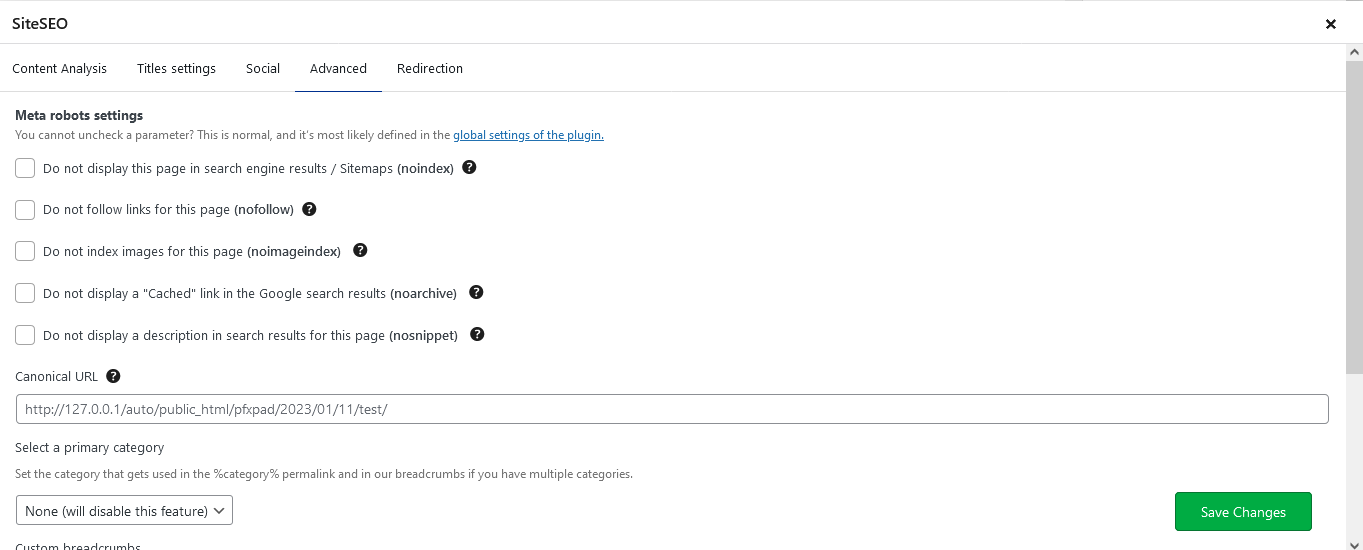 SiteSEO
Content Analysis Titles settings Social Advanced Redirection
Meta robots settings
You cannot uncheck a parameter? This is normal, and it's most likely defined in the global settings of the plugin.
Do not display this page in search engine results / Sitemaps (noindex)
Do not follow links for this page (nofollow)
Do not index images for this page (noimageindex)
Do not display a "Cached" link in the Google search results (noarchive)
Do not display a description in search results for this page (nosnippet)
Canonical URL
http://127.0.0.1/auto/public_html/pfxpad/2023/01/11/test/
Select a primary category
Set the category that gets used in the %category% permalink and in our breadcrumbs if you have multiple categories.
None (will disable this feature)
Save Changes
Custom breadcrumbs